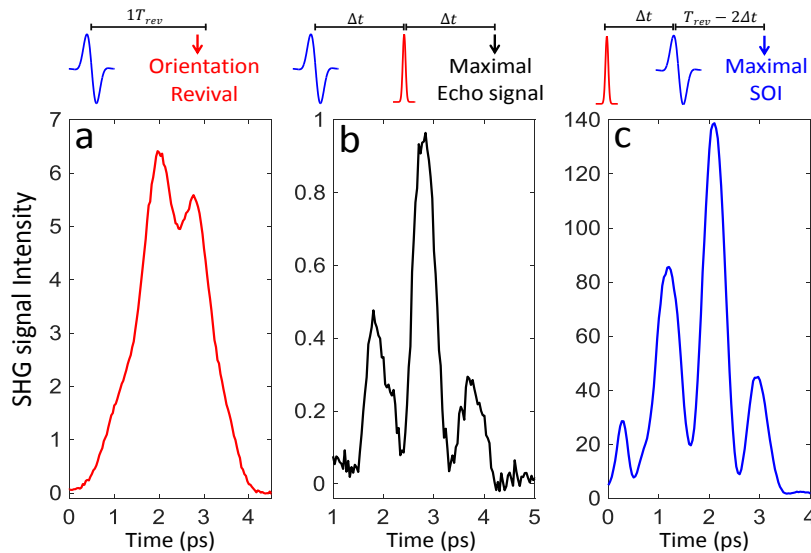 1T_rev
Δt
Δt
Δt
T_rev − 2Δt
Orientation
Revival
Maximal
Echo signal
Maximal
SOI
SHG signal Intensity
a
7
6
5
4
3
2
1
0
0 1 2 3 4
Time (ps)
b
1
0.8
0.6
0.4
0.2
0
1 2 3 4 5
Time (ps)
c
140
120
100
80
60
40
20
0
0 1 2 3 4
Time (ps)